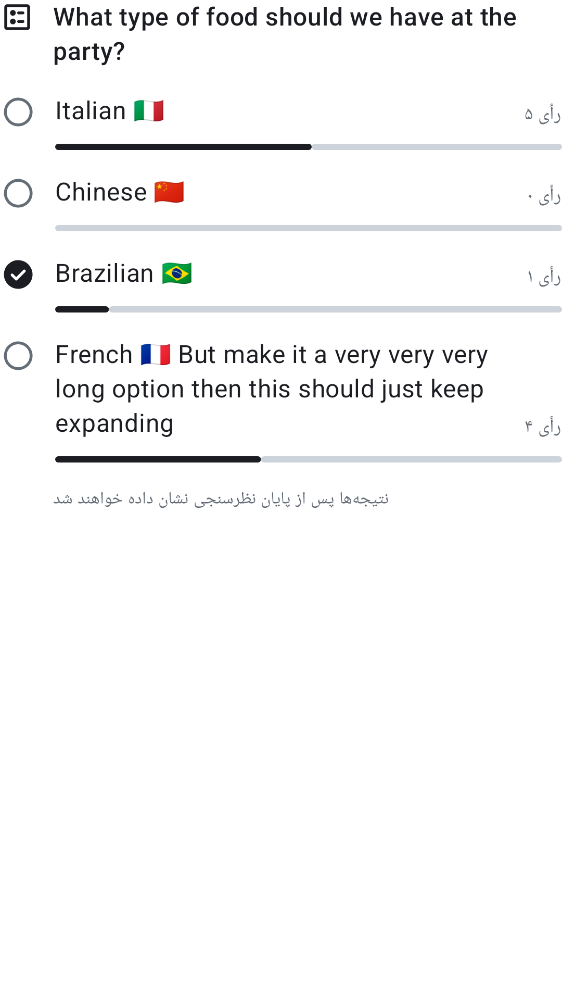 What type of food should we have at the
party?
Italian 🇮🇹
۵ رأی
Chinese 🇨🇳
۰ رأی
Brazilian 🇧🇷
۱ رأی
French 🇫🇷 But make it a very very very
long option then this should just keep
expanding
۴ رأی
نتیجه‌ها پس از پایان نظرسنجی نشان داده خواهند شد